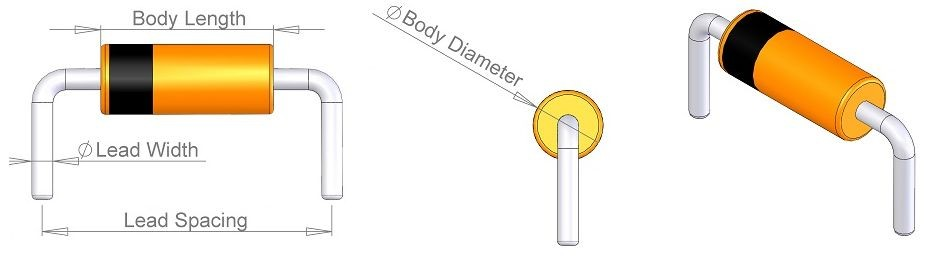 Body Length
∅ Body Diameter
∅ Lead Width
Lead Spacing